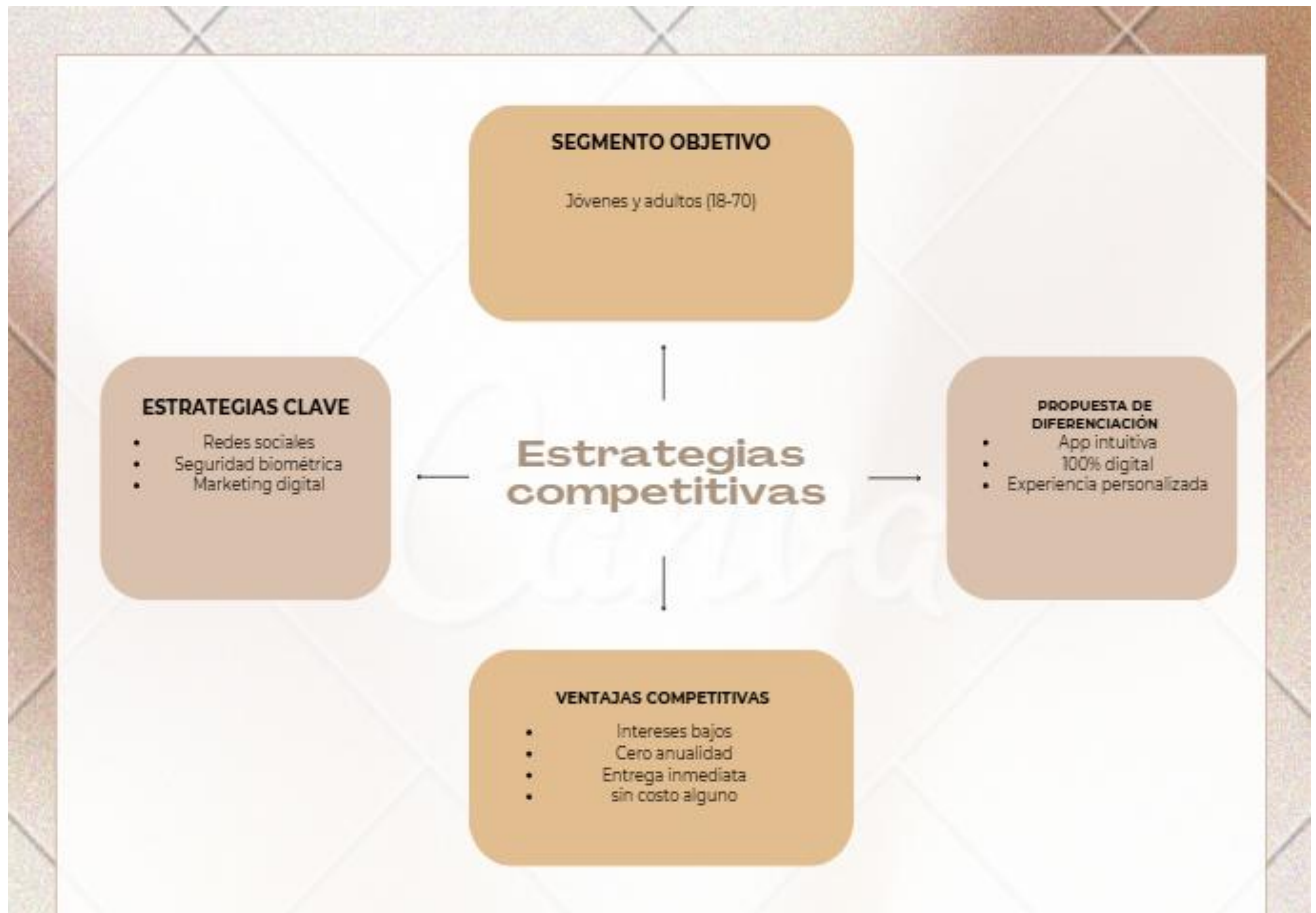 SEGMENTO OBJETIVO
Jóvenes y adultos (18-70)
ESTRATEGIAS CLAVE
• Redes sociales
• Seguridad biométrica
• Marketing digital
Estrategias
competitivas
PROPUESTA DE
DIFERENCIACIÓN
• App intuitiva
• 100% digital
• Experiencia personalizada
VENTAJAS COMPETITIVAS
• Intereses bajos
• Cero anualidad
• Entrega inmediata
• sin costo alguno
Canva